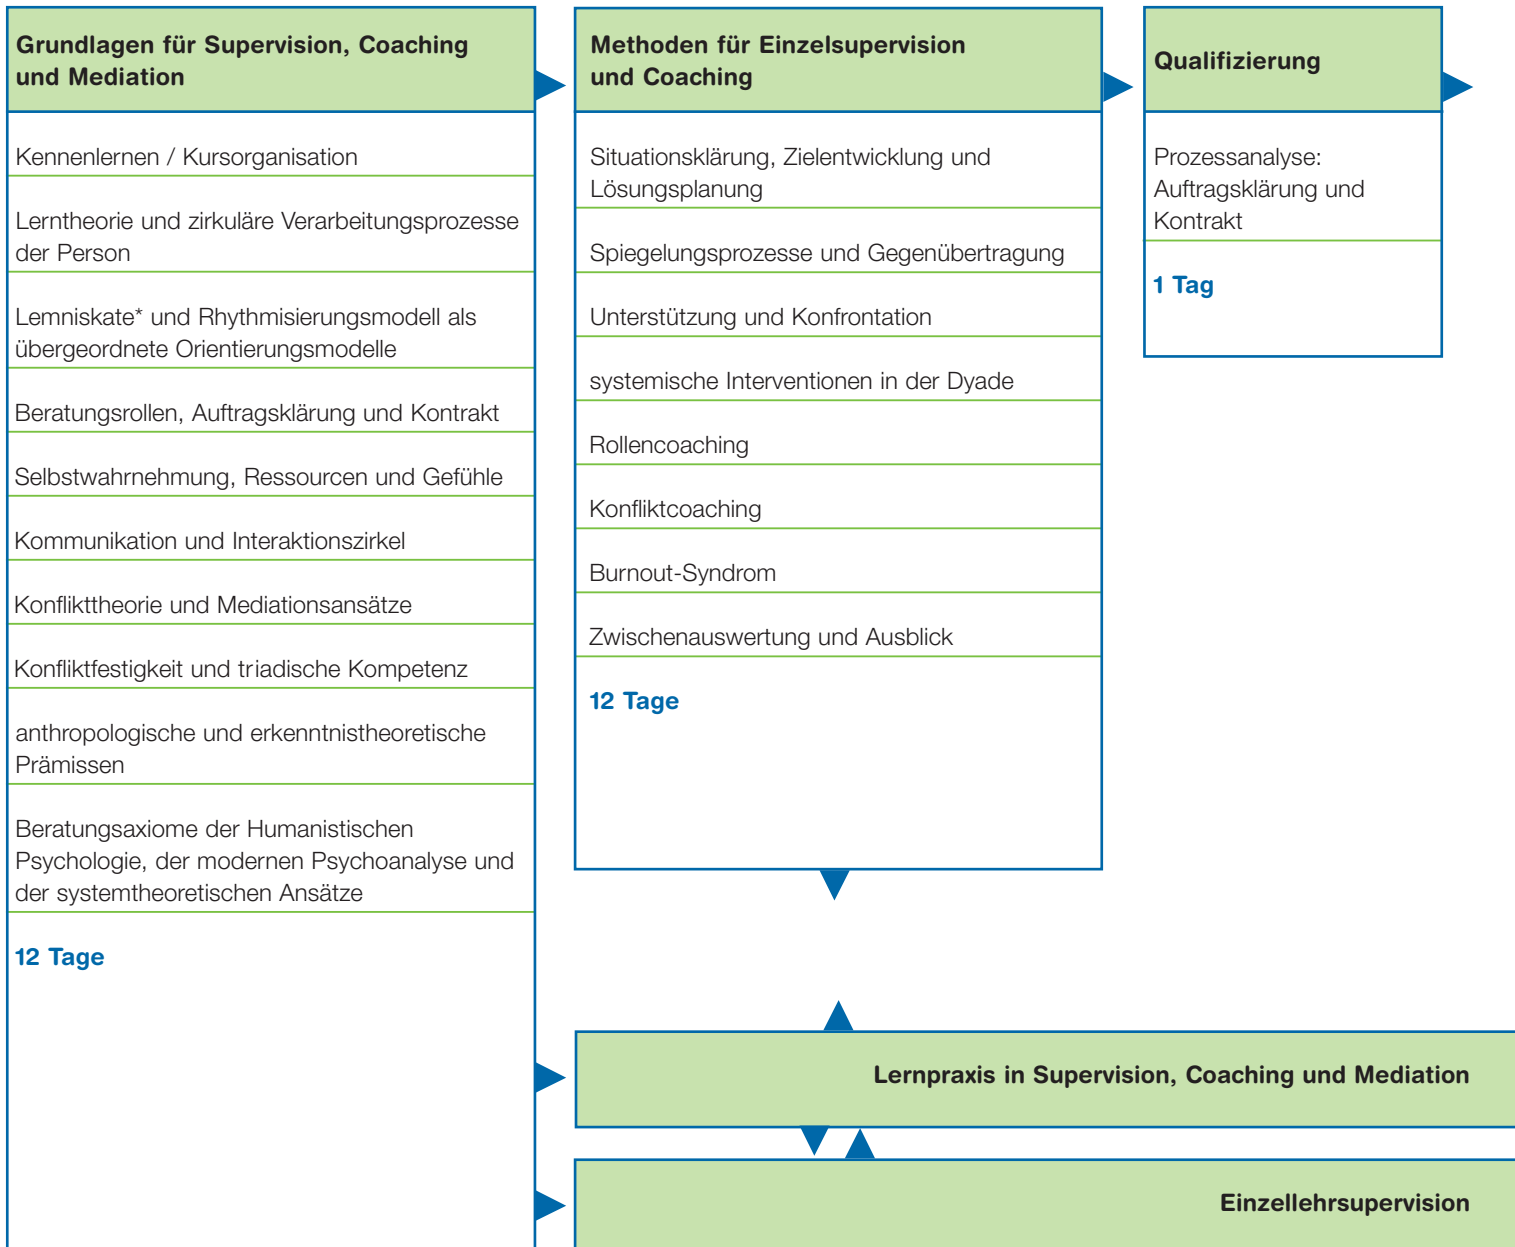 Grundlagen für Supervision, Coaching
und Mediation
Kennenlernen / Kursorganisation
Lerntheorie und zirkuläre Verarbeitungsprozesse
der Person
Lemniskate* und Rhythmisierungsmodell als
übergeordnete Orientierungsmodelle
Beratungsrollen, Auftragsklärung und Kontrakt
Selbstwahrnehmung, Ressourcen und Gefühle
Kommunikation und Interaktionszirkel
Konflikttheorie und Mediationsansätze
Konfliktfestigkeit und triadische Kompetenz
anthropologische und erkenntnistheoretische
Prämissen
Beratungsaxiome der Humanistischen
Psychologie, der modernen Psychoanalyse und
der systemtheoretischen Ansätze
12 Tage
Methoden für Einzelsupervision
und Coaching
Situationsklärung, Zielentwicklung und
Lösungsplanung
Spiegelungsprozesse und Gegenübertragung
Unterstützung und Konfrontation
systemische Interventionen in der Dyade
Rollencoaching
Konfliktcoaching
Burnout-Syndrom
Zwischenauswertung und Ausblick
12 Tage
Qualifizierung
Prozessanalyse:
Auftragsklärung und
Kontrakt
1 Tag
Lernpraxis in Supervision, Coaching und Mediation
Einzellehrsupervision